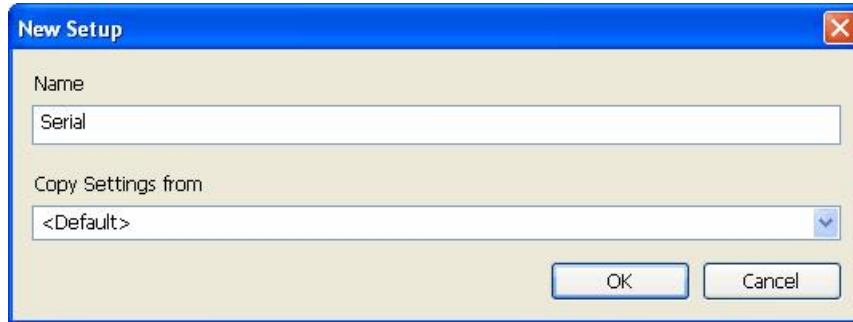 New Setup
Name
Serial
Copy Settings from
<Default>
OK Cancel